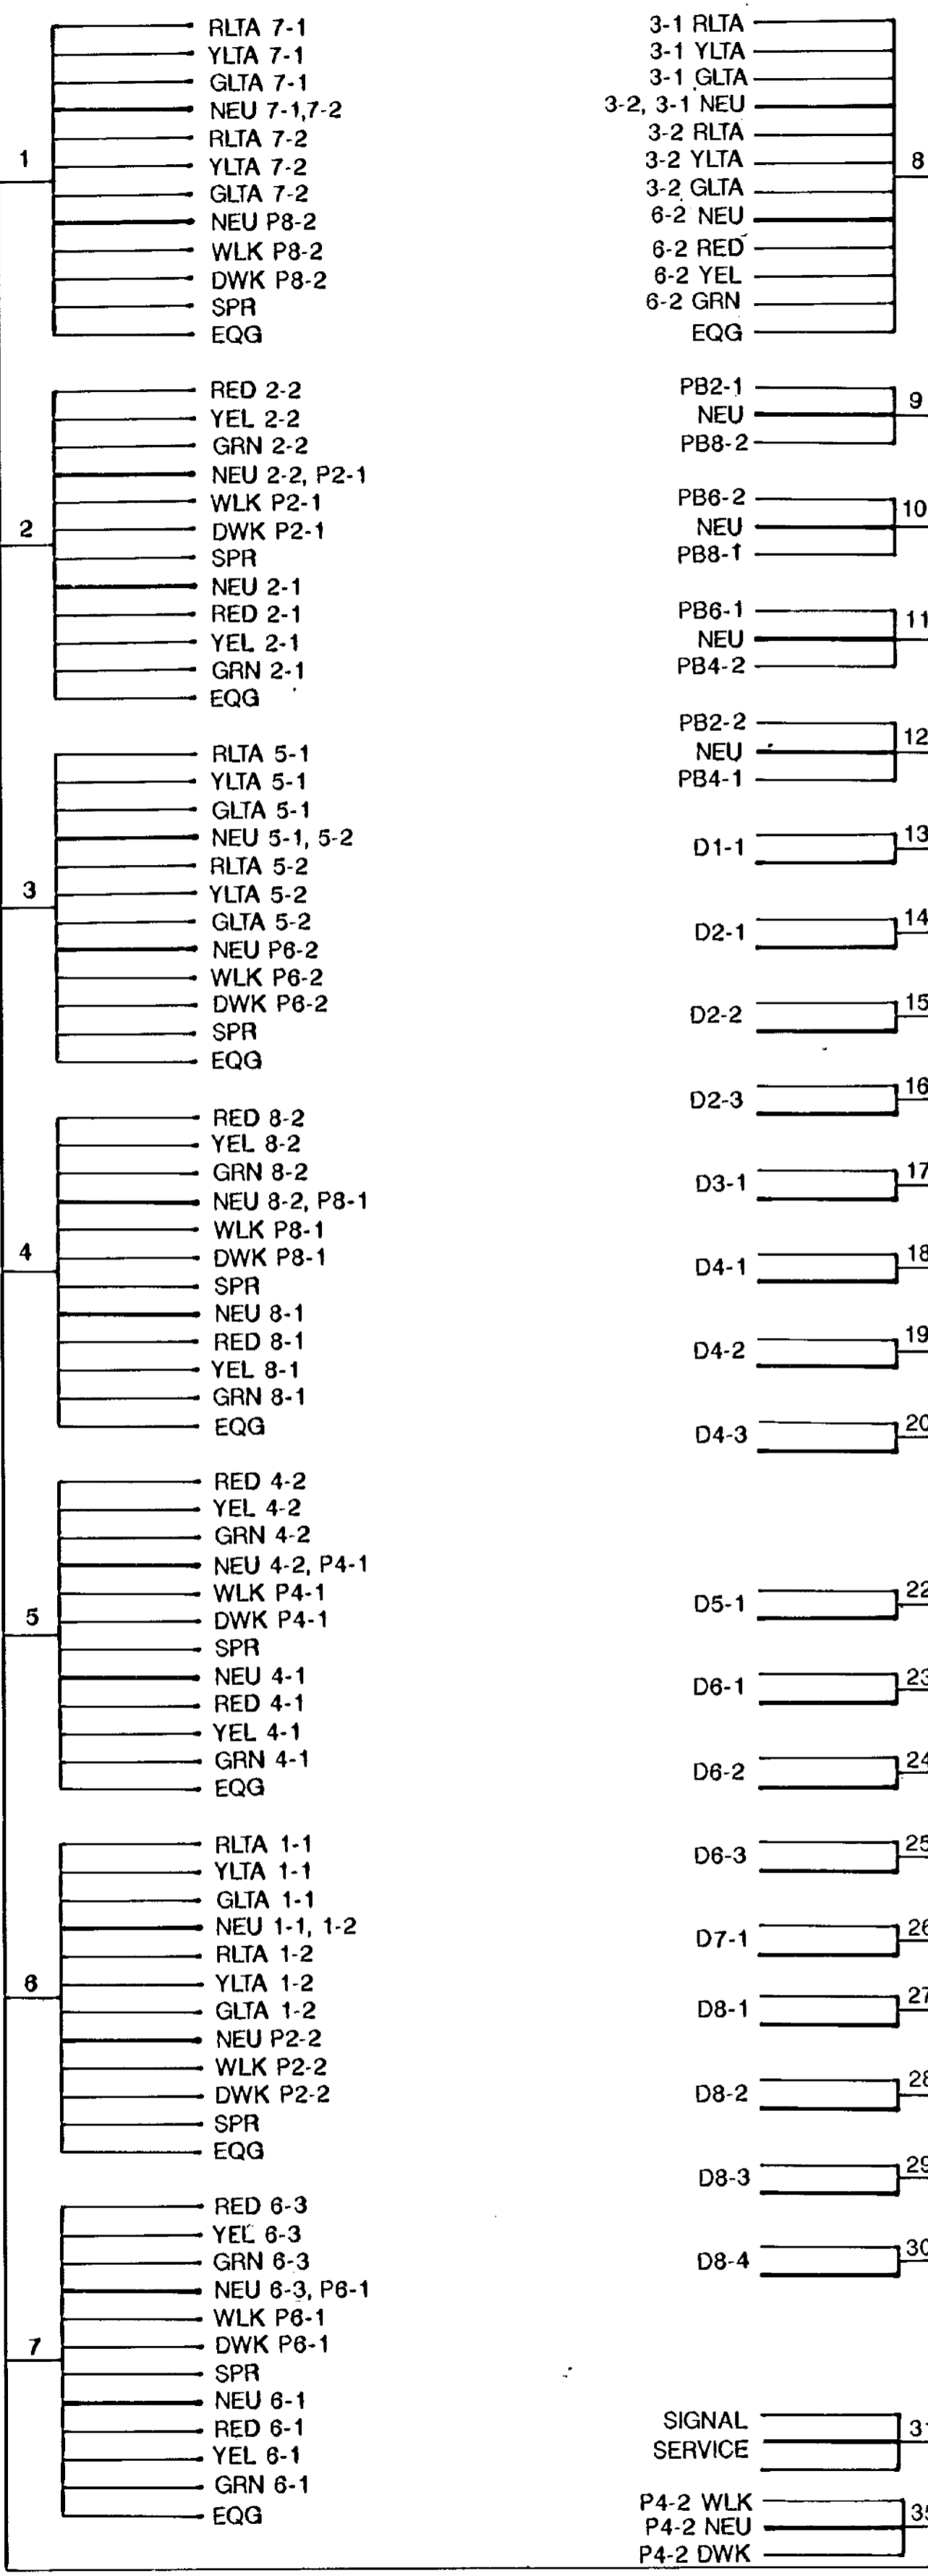 1
RLTA 7-1
YLTA 7-1
GLTA 7-1
NEU 7-1,7-2
RLTA 7-2
YLTA 7-2
GLTA 7-2
NEU P8-2
WLK P8-2
DWK P8-2
SPR
EQG
2
RED 2-2
YEL 2-2
GRN 2-2
NEU 2-2, P2-1
WLK P2-1
DWK P2-1
SPR
NEU 2-1
RED 2-1
YEL 2-1
GRN 2-1
EQG
3
RLTA 5-1
YLTA 5-1
GLTA 5-1
NEU 5-1, 5-2
RLTA 5-2
YLTA 5-2
GLTA 5-2
NEU P6-2
WLK P6-2
DWK P6-2
SPR
EQG
4
RED 8-2
YEL 8-2
GRN 8-2
NEU 8-2, P8-1
WLK P8-1
DWK P8-1
SPR
NEU 8-1
RED 8-1
YEL 8-1
GRN 8-1
EQG
5
RED 4-2
YEL 4-2
GRN 4-2
NEU 4-2, P4-1
WLK P4-1
DWK P4-1
SPR
NEU 4-1
RED 4-1
YEL 4-1
GRN 4-1
EQG
6
RLTA 1-1
YLTA 1-1
GLTA 1-1
NEU 1-1, 1-2
RLTA 1-2
YLTA 1-2
GLTA 1-2
NEU P2-2
WLK P2-2
DWK P2-2
SPR
EQG
7
RED 6-3
YEL 6-3
GRN 6-3
NEU 6-3, P6-1
WLK P6-1
DWK P6-1
SPR
NEU 6-1
RED 6-1
YEL 6-1
GRN 6-1
EQG
3-1 RLTA
3-1 YLTA
3-1 GLTA
3-2, 3-1 NEU
3-2 RLTA
3-2 YLTA
3-2 GLTA
6-2 NEU
6-2 RED
6-2 YEL
6-2 GRN
EQG
8
PB2-1
NEU
PB8-2
9
PB6-2
NEU
PB8-1
10
PB6-1
NEU
PB4-2
11
PB2-2
NEU
PB4-1
12
D1-1 13
D2-1 14
D2-2 15
D2-3 16
D3-1 17
D4-1 18
D4-2 19
D4-3 20
D5-1 22
D6-1 23
D6-2 24
D6-3 25
D7-1 26
D8-1 27
D8-2 28
D8-3 29
D8-4 30
SIGNAL
SERVICE
31
P4-2 WLK
P4-2 NEU
P4-2 DWK
35